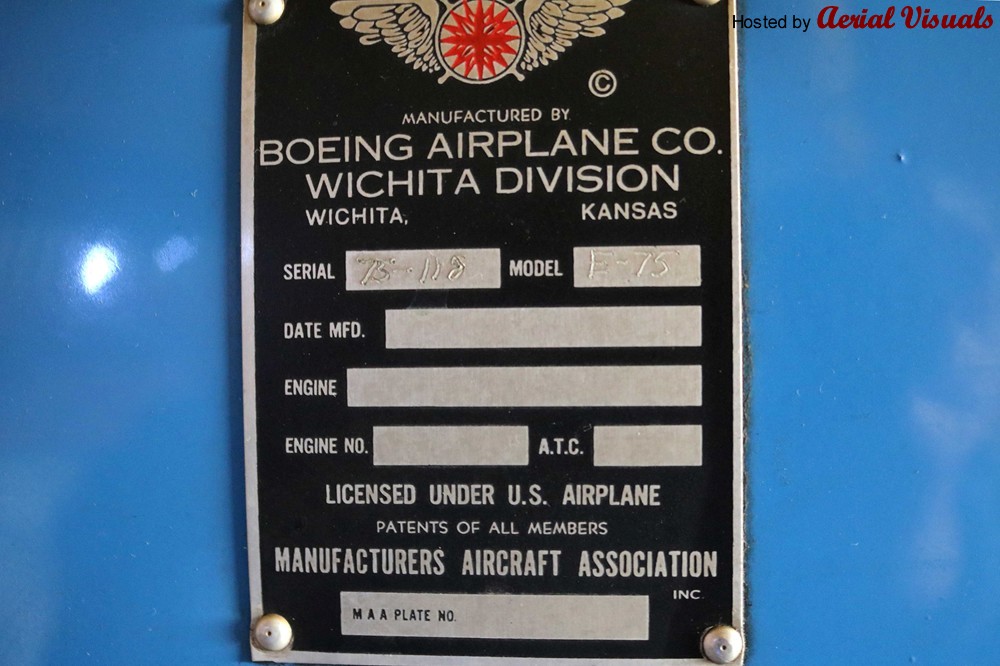 Hosted by Aerial Visuals
©
MANUFACTURED BY
BOEING AIRPLANE CO.
WICHITA DIVISION
WICHITA, KANSAS
SERIAL 75-118 MODEL E-75
DATE MFD.
ENGINE
ENGINE NO. A.T.C.
LICENSED UNDER U.S. AIRPLANE
PATENTS OF ALL MEMBERS
MANUFACTURERS AIRCRAFT ASSOCIATION
INC.
M A A PLATE NO.